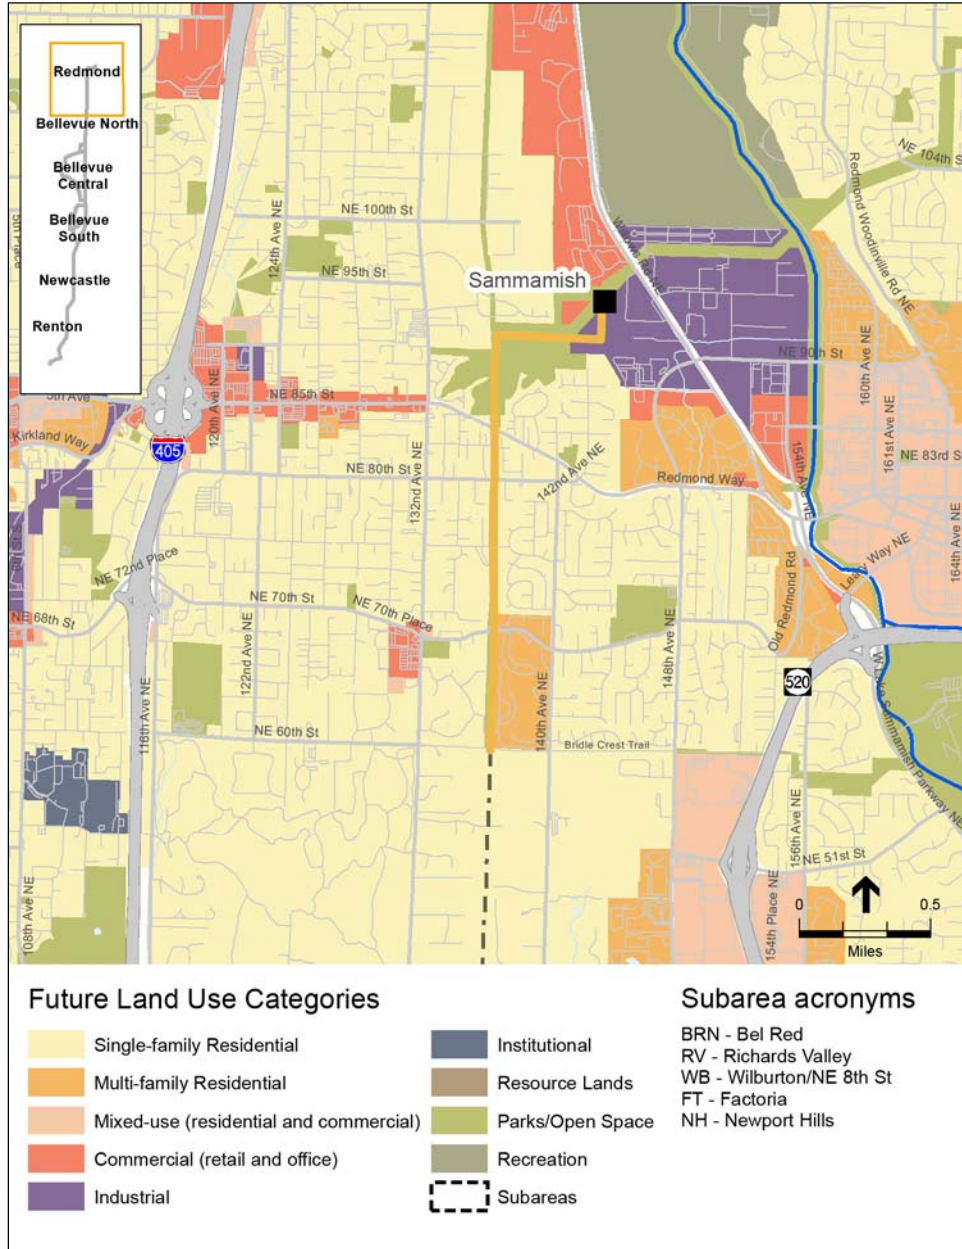 Redmond
Bellevue North
Bellevue
Central
Bellevue
South
Newcastle
Renton
5th Place
NE 104th St
Redmond Woodinville Rd NE
NE 100th St
124th Ave NE
Willows Rd NE
NE 95th St
Sammamish
NE 90th St
160th Ave NE
5th Ave
120th Ave NE
NE 85th St
161st Ave NE
Kirkland Way
405
132nd Ave NE
NE 80th St
142nd Ave NE
Redmond Way
154th Ave NE
NE 83rd S
164th Ave NE
NE 72nd Place
Leary Way NE
NE 68th St
NE 70th St
NE 70th Place
122nd Ave NE
Old Redmond Rd
148th Ave NE
116th Ave NE
140th Ave NE
520
W Lake Sammamish Parkway NE
NE 60th St
Bridle Crest Trail
156th Ave NE
NE 51st St
108th Ave NE
154th Place NE
0 0.5
Miles
Future Land Use Categories
Single-family Residential
Multi-family Residential
Mixed-use (residential and commercial)
Commercial (retail and office)
Industrial
Institutional
Resource Lands
Parks/Open Space
Recreation
Subareas
Subarea acronyms
BRN - Bel Red
RV - Richards Valley
WB - Wilburton/NE 8th St
FT - Factoria
NH - Newport Hills